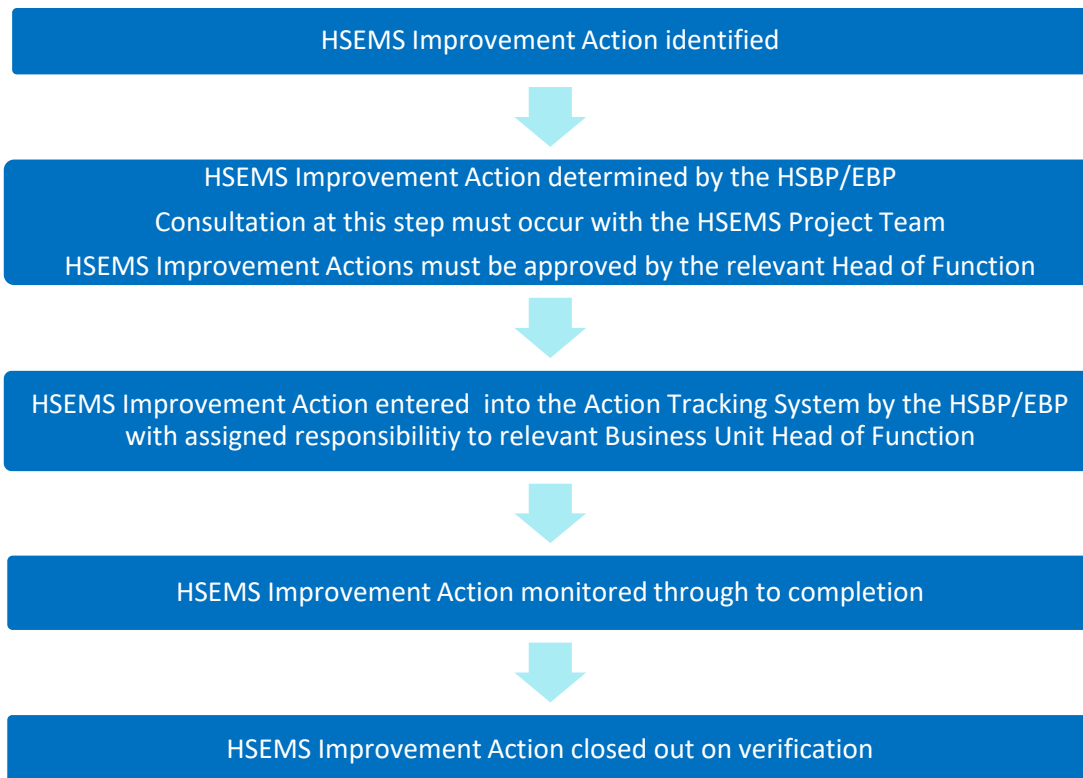 HSEMS Improvement Action identified
HSEMS Improvement Action determined by the HSBP/EBP
Consultation at this step must occur with the HSEMS Project Team
HSEMS Improvement Actions must be approved by the relevant Head of Function
HSEMS Improvement Action entered  into the Action Tracking System by the HSBP/EBP
with assigned responsibilitiy to relevant Business Unit Head of Function
HSEMS Improvement Action monitored through to completion
HSEMS Improvement Action closed out on verification